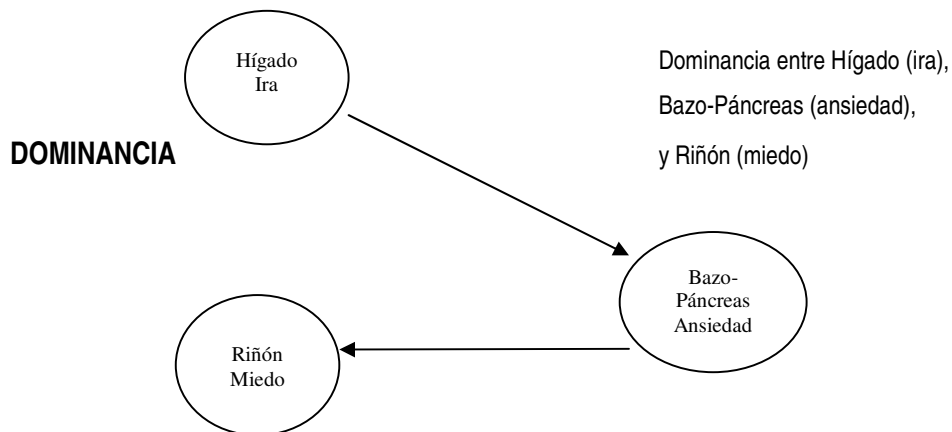 Hígado
Ira
Dominancia entre Hígado (ira),
Bazo-Páncreas (ansiedad),
y Riñón (miedo)
DOMINANCIA
Bazo-
Páncreas
Ansiedad
Riñón
Miedo